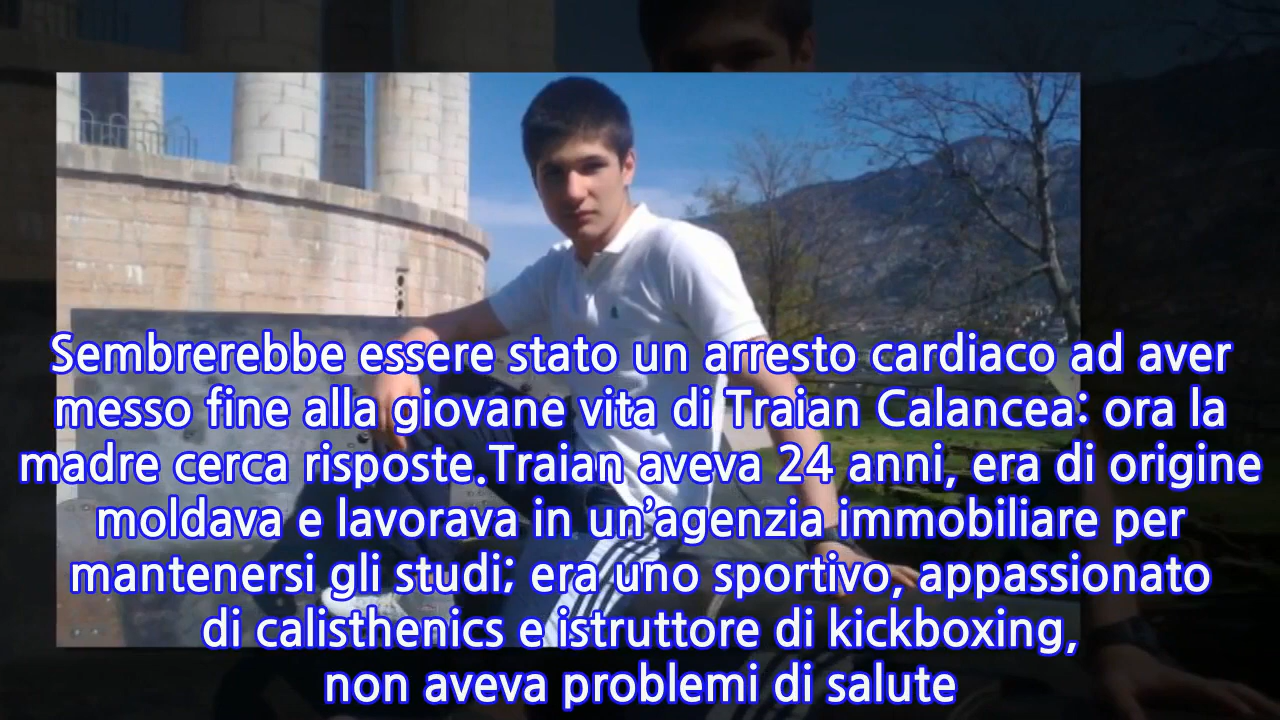 Sembrerebbe essere stato un arresto cardiaco ad aver
messo fine alla giovane vita di Traian Calancea: ora la
madre cerca risposte.Traian aveva 24 anni, era di origine
moldava e lavorava in un’agenzia immobiliare per
mantenersi gli studi; era uno sportivo, appassionato
di calisthenics e istruttore di kickboxing,
non aveva problemi di salute